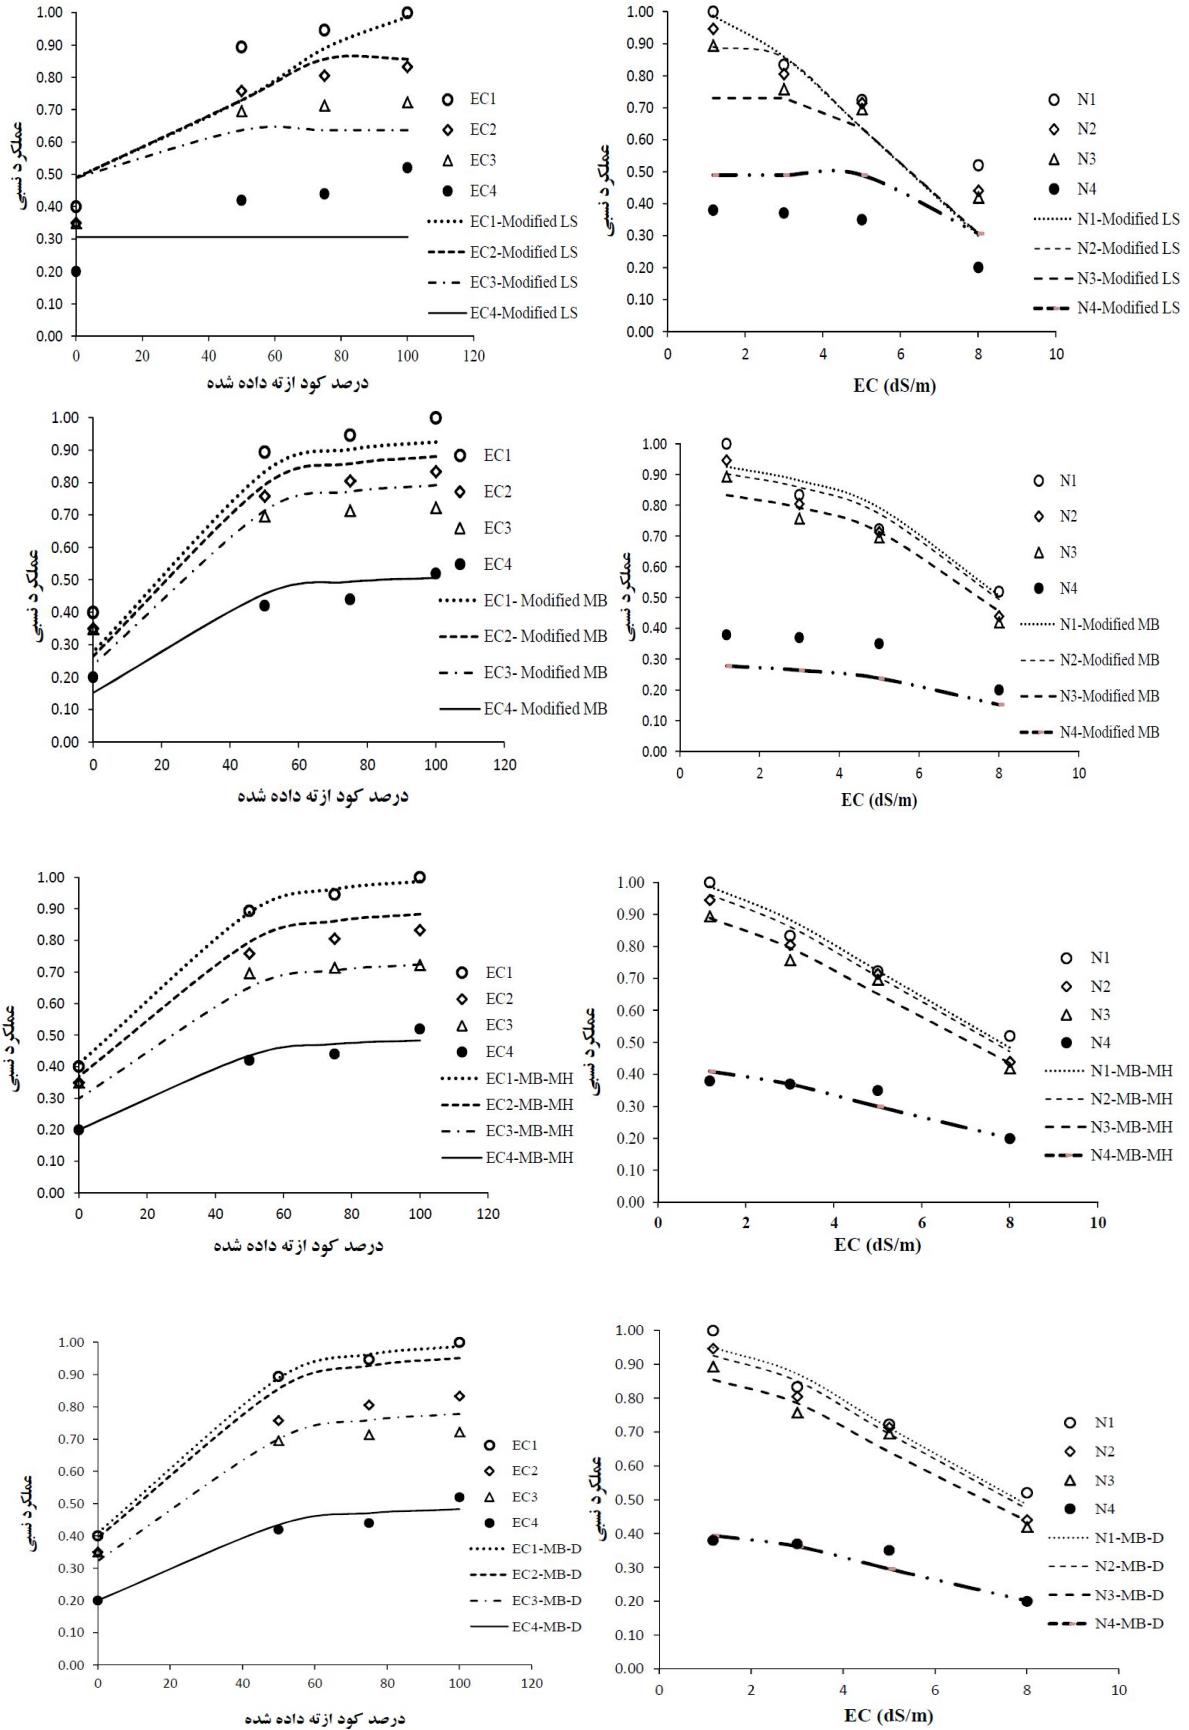 عملکرد نسبی
1.00
0.90
0.80
0.70
0.60
0.50
0.40
0.30
0.20
0.10
0.00
EC1
EC2
EC3
EC4
EC1-Modified LS
EC2-Modified LS
EC3-Modified LS
EC4-Modified LS
0 20 40 60 80 100 120
درصد کود ازته داده شده
عملکرد نسبی
1.00
0.90
0.80
0.70
0.60
0.50
0.40
0.30
0.20
0.10
0.00
N1
N2
N3
N4
N1-Modified LS
N2-Modified LS
N3-Modified LS
N4-Modified LS
0 2 4 6 8 10
EC (dS/m)
عملکرد نسبی
1.00
0.90
0.80
0.70
0.60
0.50
0.40
0.30
0.20
0.10
0.00
EC1
EC2
EC3
EC4
EC1- Modified MB
EC2- Modified MB
EC3- Modified MB
EC4- Modified MB
0 20 40 60 80 100 120
درصد کود ازته داده شده
عملکرد نسبی
1.00
0.90
0.80
0.70
0.60
0.50
0.40
0.30
0.20
0.10
0.00
N1
N2
N3
N4
N1-Modified MB
N2-Modified MB
N3-Modified MB
N4-Modified MB
0 2 4 6 8 10
EC (dS/m)
عملکرد نسبی
1.00
0.90
0.80
0.70
0.60
0.50
0.40
0.30
0.20
0.10
0.00
EC1
EC2
EC3
EC4
EC1-MB-MH
EC2-MB-MH
EC3-MB-MH
EC4-MB-MH
0 20 40 60 80 100 120
درصد کود ازته داده شده
عملکرد نسبی
1.00
0.90
0.80
0.70
0.60
0.50
0.40
0.30
0.20
0.10
0.00
N1
N2
N3
N4
N1-MB-MH
N2-MB-MH
N3-MB-MH
N4-MB-MH
0 2 4 6 8 10
EC (dS/m)
عملکرد نسبی
1.00
0.90
0.80
0.70
0.60
0.50
0.40
0.30
0.20
0.10
0.00
EC1
EC2
EC3
EC4
EC1-MB-D
EC2-MB-D
EC3-MB-D
EC4-MB-D
0 20 40 60 80 100 120
درصد کود ازته داده شده
عملکرد نسبی
1.00
0.90
0.80
0.70
0.60
0.50
0.40
0.30
0.20
0.10
0.00
N1
N2
N3
N4
N1-MB-D
N2-MB-D
N3-MB-D
N4-MB-D
0 2 4 6 8 10
EC (dS/m)